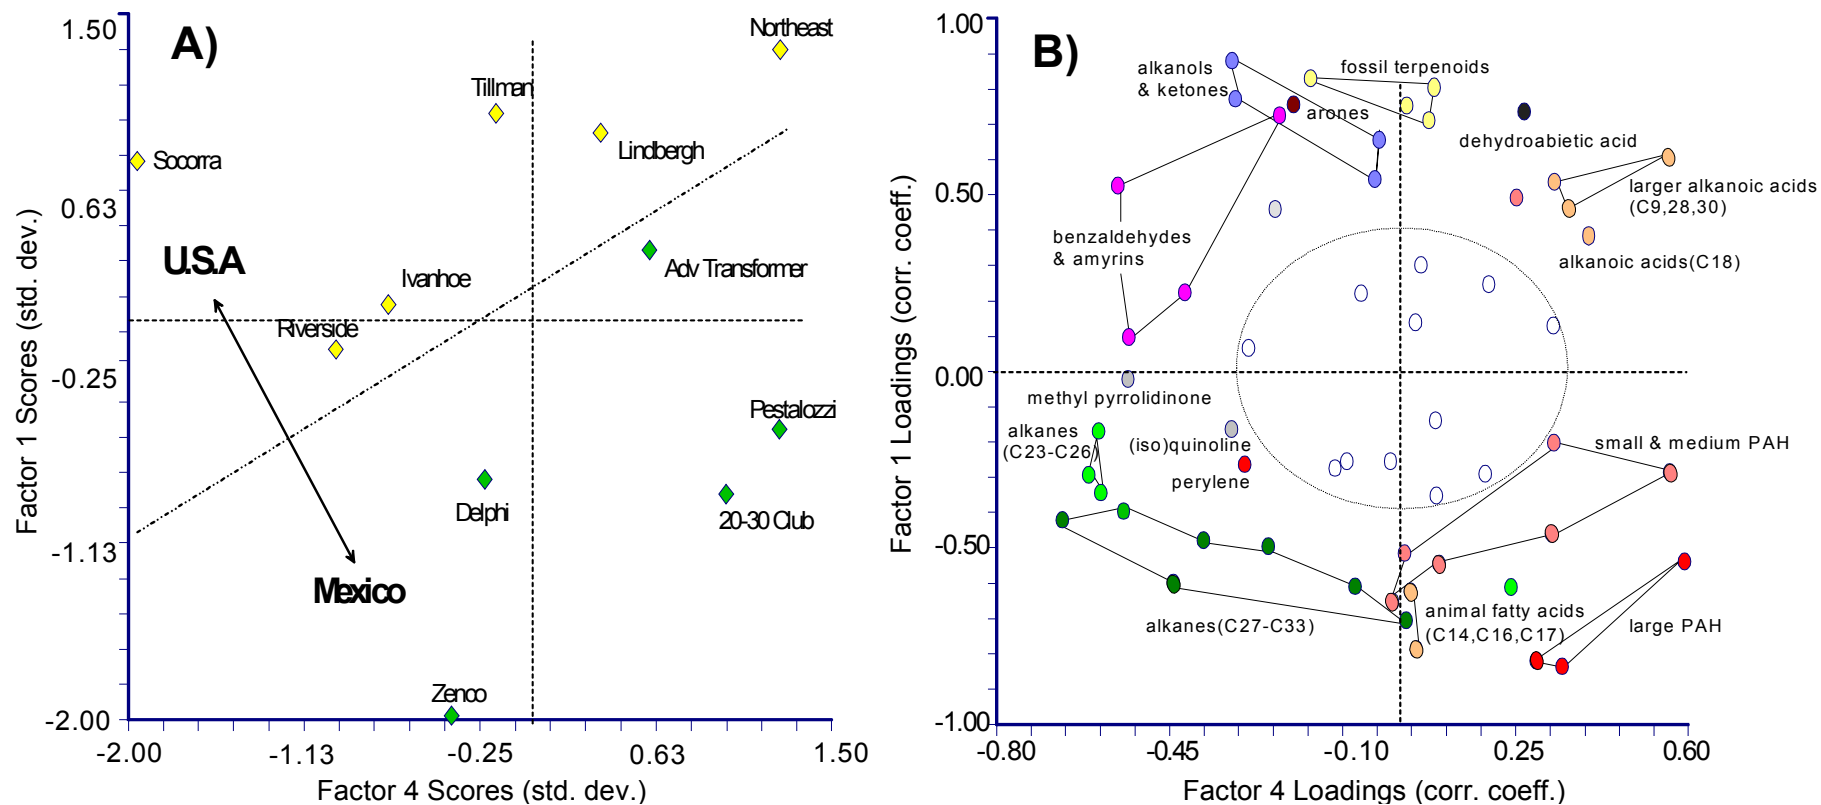 A)
1.50
0.63
-0.25
-1.13
-2.00
Factor 1 Scores (std. dev.)
Northeast
Tillman
Lindbergh
Socorra
U.S.A
Adv Transformer
Ivanhoe
Riverside
Pestalozzi
Delphi
20-30 Club
Mexico
Zenco
-2.00
-1.13
-0.25
0.63
1.50
Factor 4 Scores (std. dev.)
B)
1.00
0.50
0.00
-0.50
-1.00
Factor 1 Loadings (corr. coeff.)
alkanols
& ketones
fossil terpenoids
arones
dehydroabietic acid
larger alkanoic acids
(C9,28,30)
benzaldehydes
& amyrins
alkanoic acids(C18)
methyl pyrrolidinone
alkanes
(C23-C26)
(iso)quinoline
perylene
small & medium PAH
alkanes(C27-C33)
animal fatty acids
(C14,C16,C17)
large PAH
-0.80
-0.45
-0.10
0.25
0.60
Factor 4 Loadings (corr. coeff.)